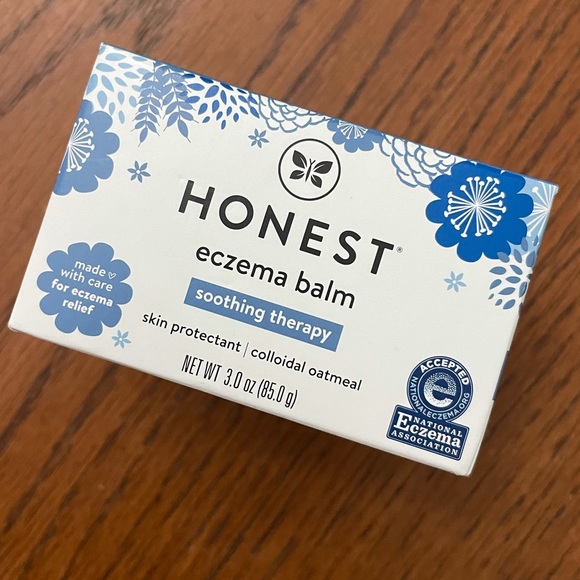 HONEST®
eczema balm
soothing therapy
skin protectant | colloidal oatmeal
NET WT 3.0 oz (85.0 g)
made ♡
with care
for eczema
relief
ACCEPTED
NATIONALECZEMA.ORG
NATIONAL
Eczema
ASSOCIATION